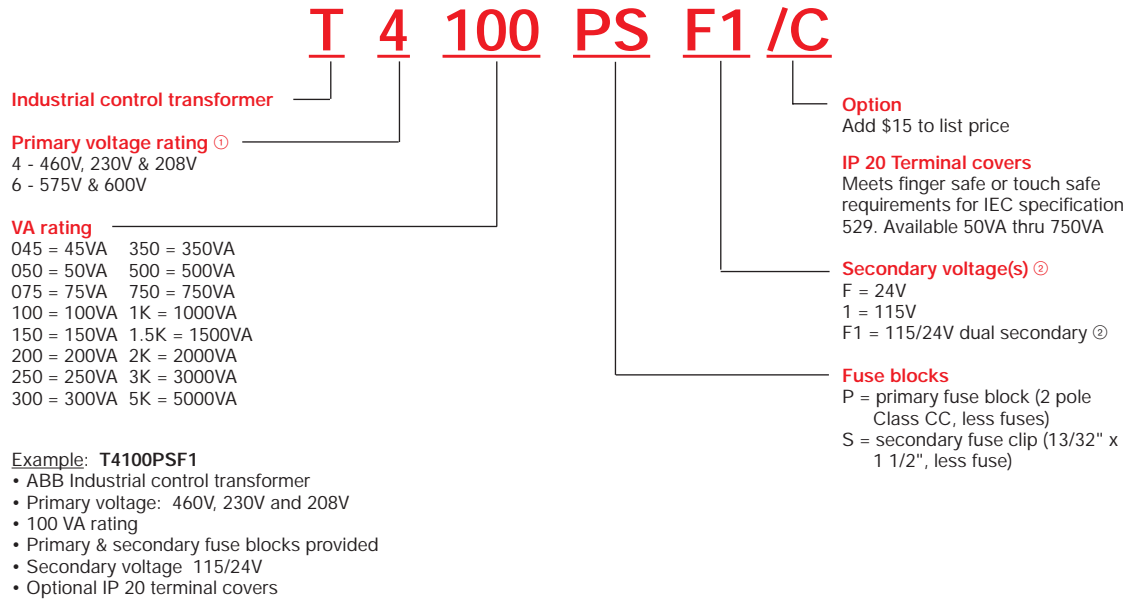 T 4 100 PS F1 /C
Industrial control transformer
Primary voltage rating ①
4 - 460V, 230V & 208V
6 - 575V & 600V
VA rating
045 = 45VA 350 = 350VA
050 = 50VA 500 = 500VA
075 = 75VA 750 = 750VA
100 = 100VA 1K = 1000VA
150 = 150VA 1.5K = 1500VA
200 = 200VA 2K = 2000VA
250 = 250VA 3K = 3000VA
300 = 300VA 5K = 5000VA
Example: T4100PSF1
• ABB Industrial control transformer
• Primary voltage: 460V, 230V and 208V
• 100 VA rating
• Primary & secondary fuse blocks provided
• Secondary voltage 115/24V
• Optional IP 20 terminal covers
Option
Add $15 to list price
IP 20 Terminal covers
Meets finger safe or touch safe
requirements for IEC specification
529. Available 50VA thru 750VA
Secondary voltage(s) ②
F = 24V
1 = 115V
F1 = 115/24V dual secondary ②
Fuse blocks
P = primary fuse block (2 pole
Class CC, less fuses)
S = secondary fuse clip (13/32" x
1 1/2", less fuse)